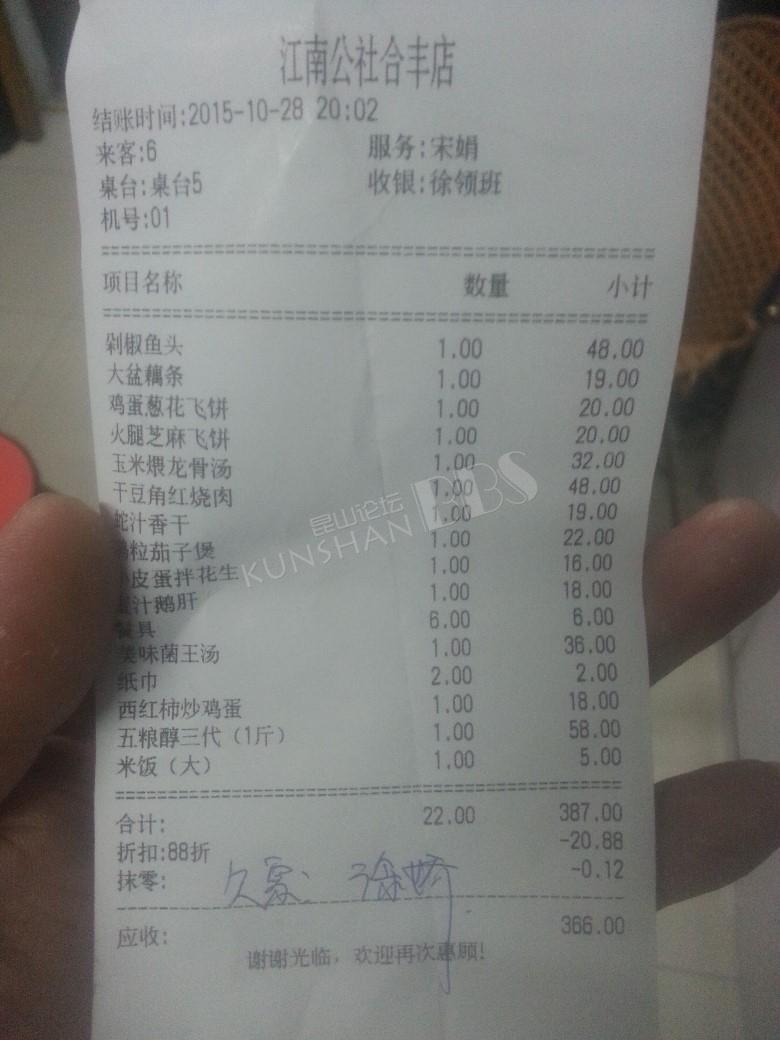 江南公社合丰店
结账时间:2015-10-28 20:02
来客:6 服务:宋娟
桌台:桌台5 收银:徐领班
机号:01
项目名称 数量 小计
剁椒鱼头 1.00 48.00
大盆藕条 1.00 19.00
鸡蛋葱花飞饼 1.00 20.00
火腿芝麻飞饼 1.00 20.00
玉米煨龙骨汤 1.00 32.00
干豆角红烧肉 1.00 48.00
汁香干 1.00 19.00
粒茄子煲 1.00 22.00
皮蛋拌花生 1.00 16.00
汁鹅肝 1.00 18.00
餐具 6.00 6.00
美味菌王汤 1.00 36.00
纸巾 2.00 2.00
西红柿炒鸡蛋 1.00 18.00
五粮醇三代（1斤） 1.00 58.00
米饭（大） 1.00 5.00
合计: 22.00 387.00
折扣:88折 -20.88
抹零: -0.12
应收: 366.00
谢谢光临，欢迎再次惠顾!
昆山论坛
KUNSHAN BBS